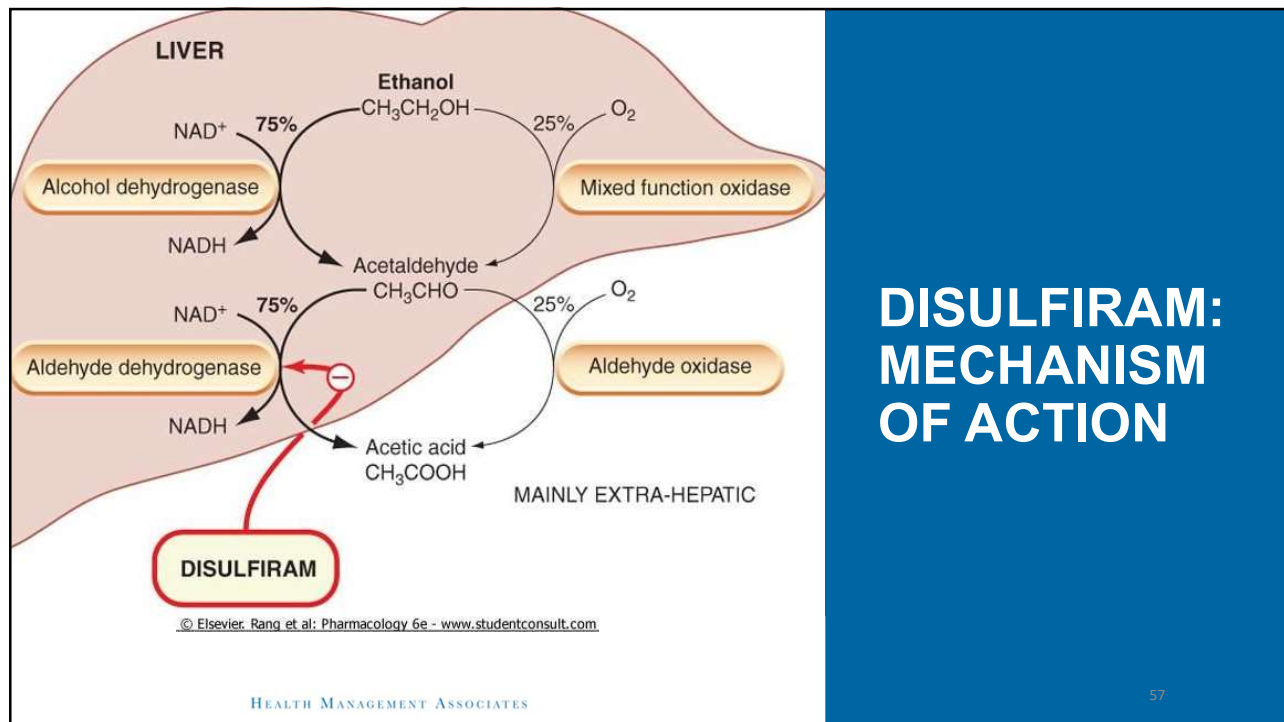 LIVER
Ethanol
CH₃CH₂OH
NAD⁺
75%
25%
O₂
Alcohol dehydrogenase
Mixed function oxidase
NADH
Acetaldehyde
CH₃CHO
NAD⁺
75%
25%
O₂
Aldehyde dehydrogenase
−
Aldehyde oxidase
NADH
Acetic acid
CH₃COOH
MAINLY EXTRA-HEPATIC
DISULFIRAM
© Elsevier. Rang et al: Pharmacology 6e - www.studentconsult.com
DISULFIRAM:
MECHANISM
OF ACTION
HEALTH MANAGEMENT ASSOCIATES
57